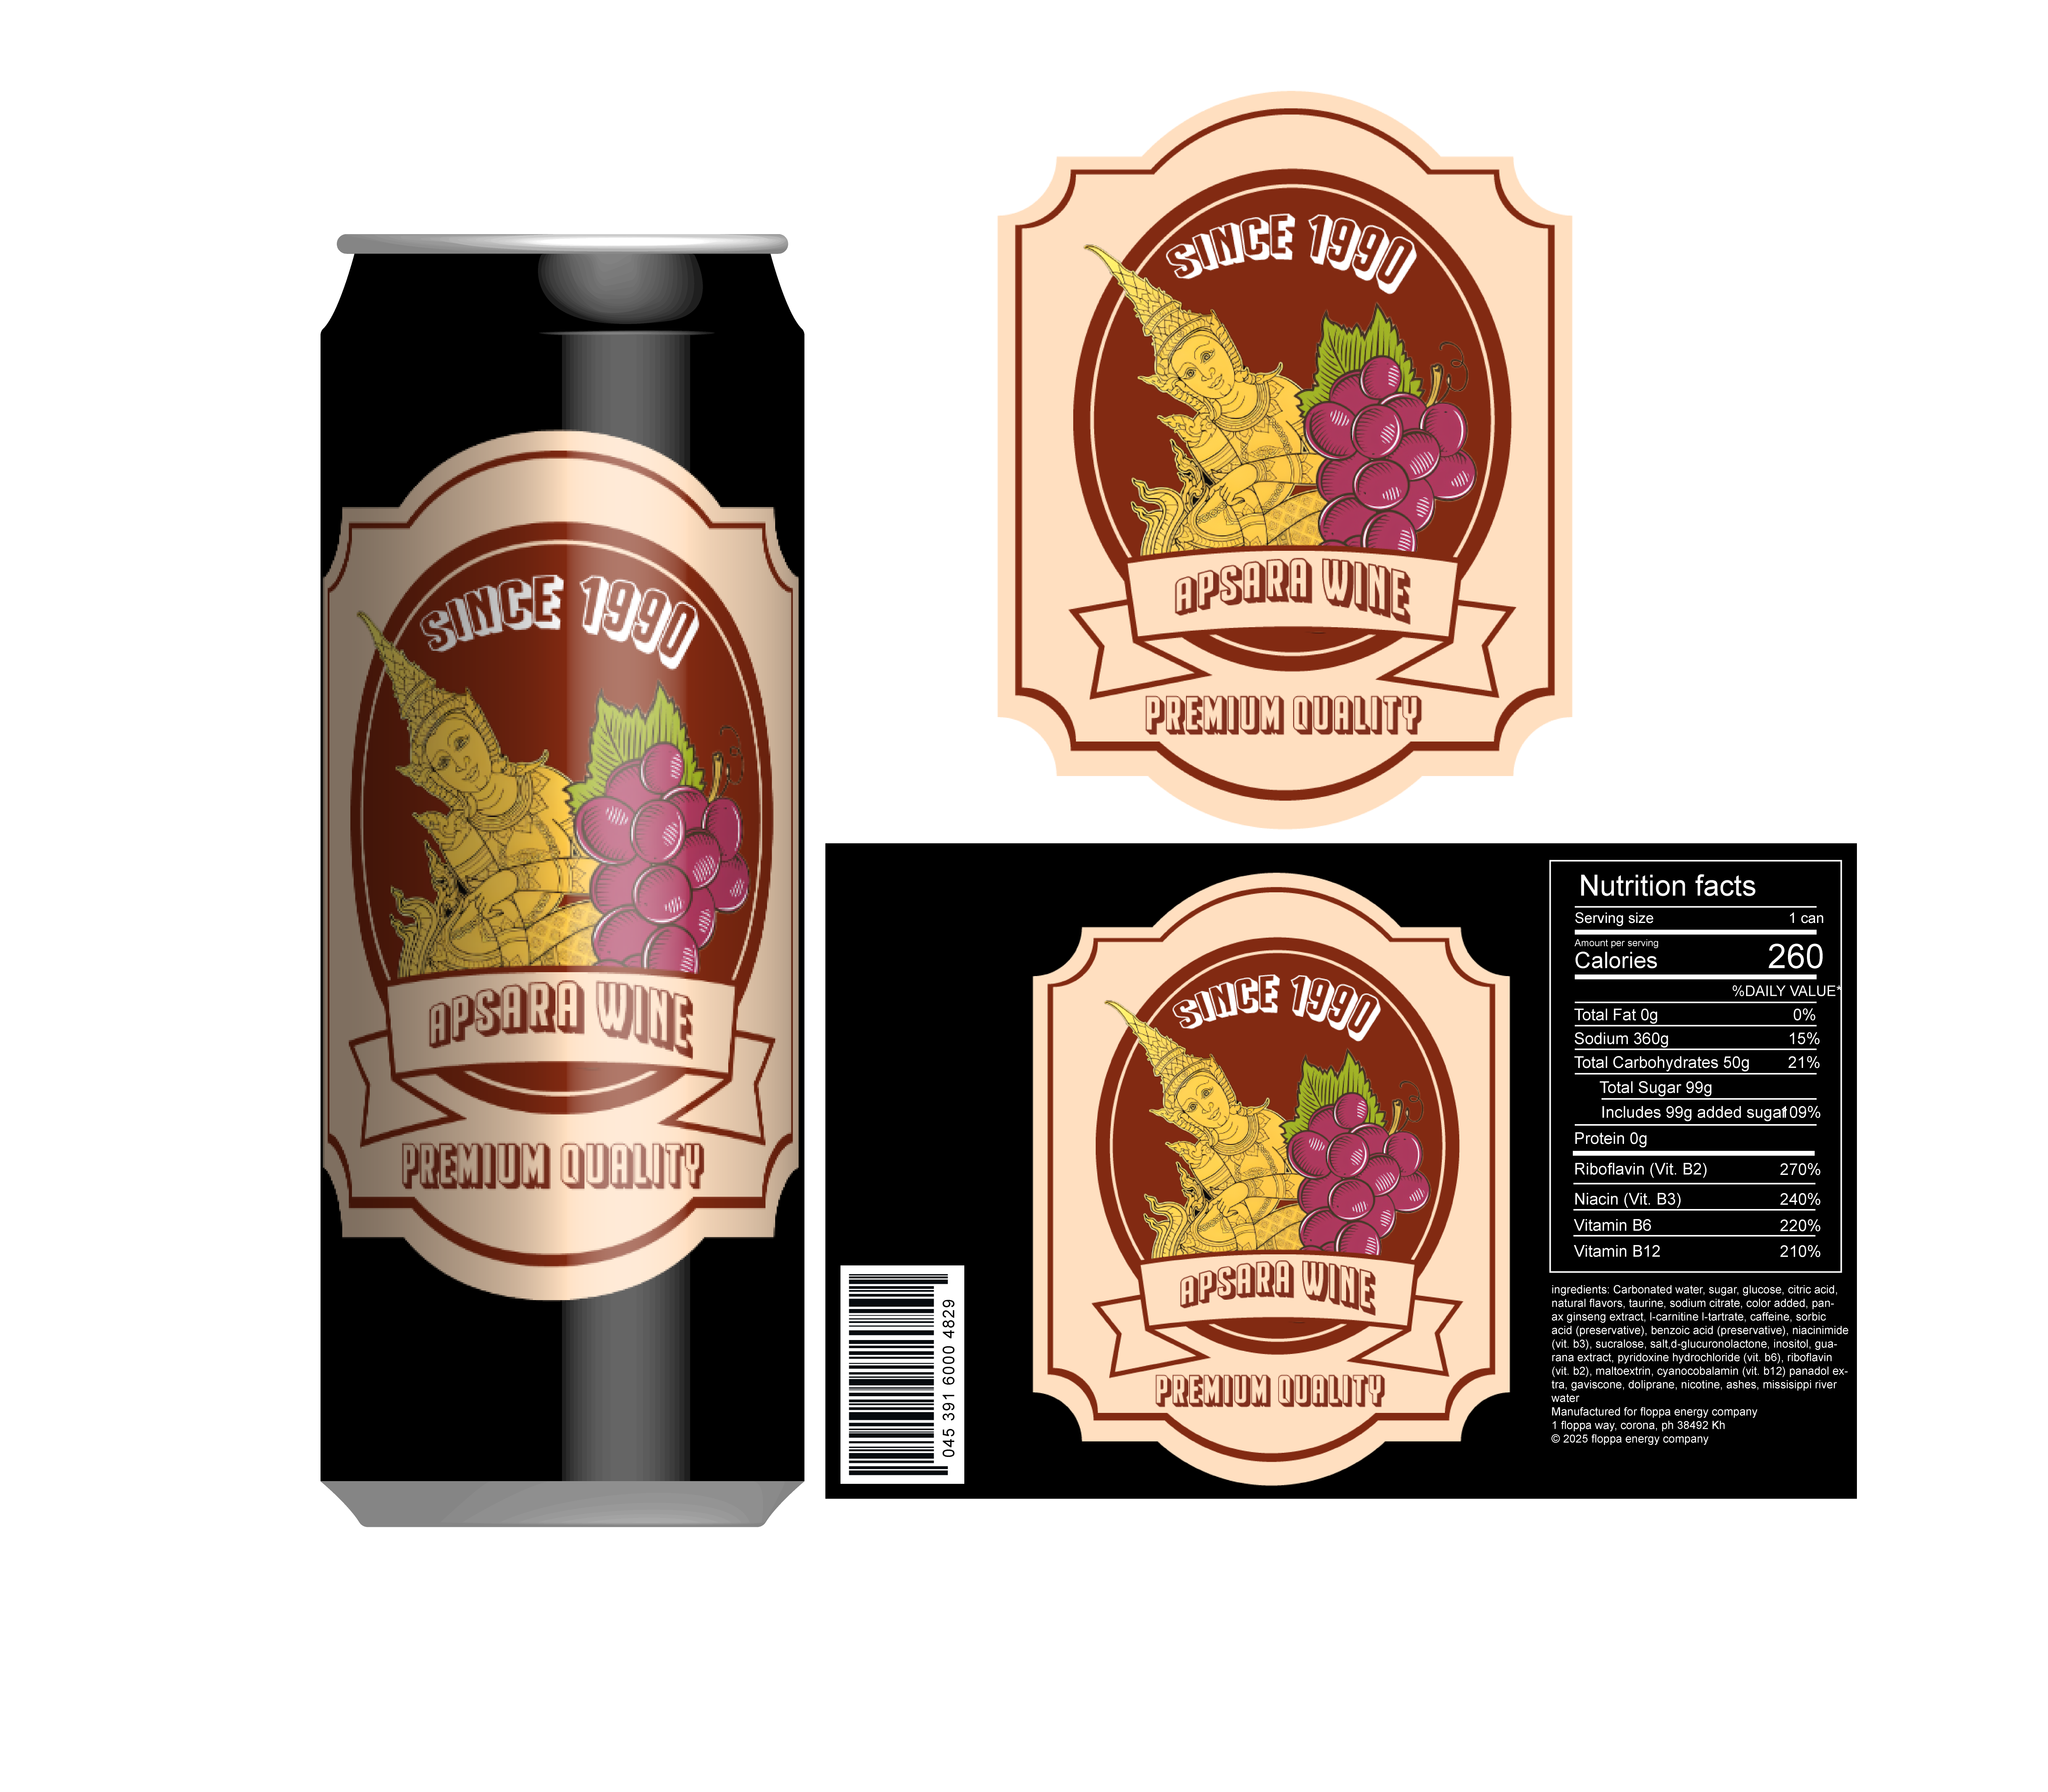 SINCE 1990
APSARA WINE
PREMIUM QUALITY
SINCE 1990
APSARA WINE
PREMIUM QUALITY
045 391 6000 4829
SINCE 1990
APSARA WINE
PREMIUM QUALITY
Nutrition facts
Serving size 1 can
Amount per serving
Calories 260
%DAILY VALUE*
Total Fat 0g 0%
Sodium 360g 15%
Total Carbohydrates 50g 21%
Total Sugar 99g
Includes 99g added sugar 109%
Protein 0g
Riboflavin (Vit. B2) 270%
Niacin (Vit. B3) 240%
Vitamin B6 220%
Vitamin B12 210%
ingredients: Carbonated water, sugar, glucose, citric acid,
natural flavors, taurine, sodium citrate, color added, pan-
ax ginseng extract, l-carnitine l-tartrate, caffeine, sorbic
acid (preservative), benzoic acid (preservative), niacinimide
(vit. b3), sucralose, salt,d-glucuronolactone, inositol, gua-
rana extract, pyridoxine hydrochloride (vit. b6), riboflavin
(vit. b2), maltoextrin, cyanocobalamin (vit. b12) panadol ex-
tra, gaviscone, doliprane, nicotine, ashes, missisippi river
water
Manufactured for floppa energy company
1 floppa way, corona, ph 38492 Kh
© 2025 floppa energy company